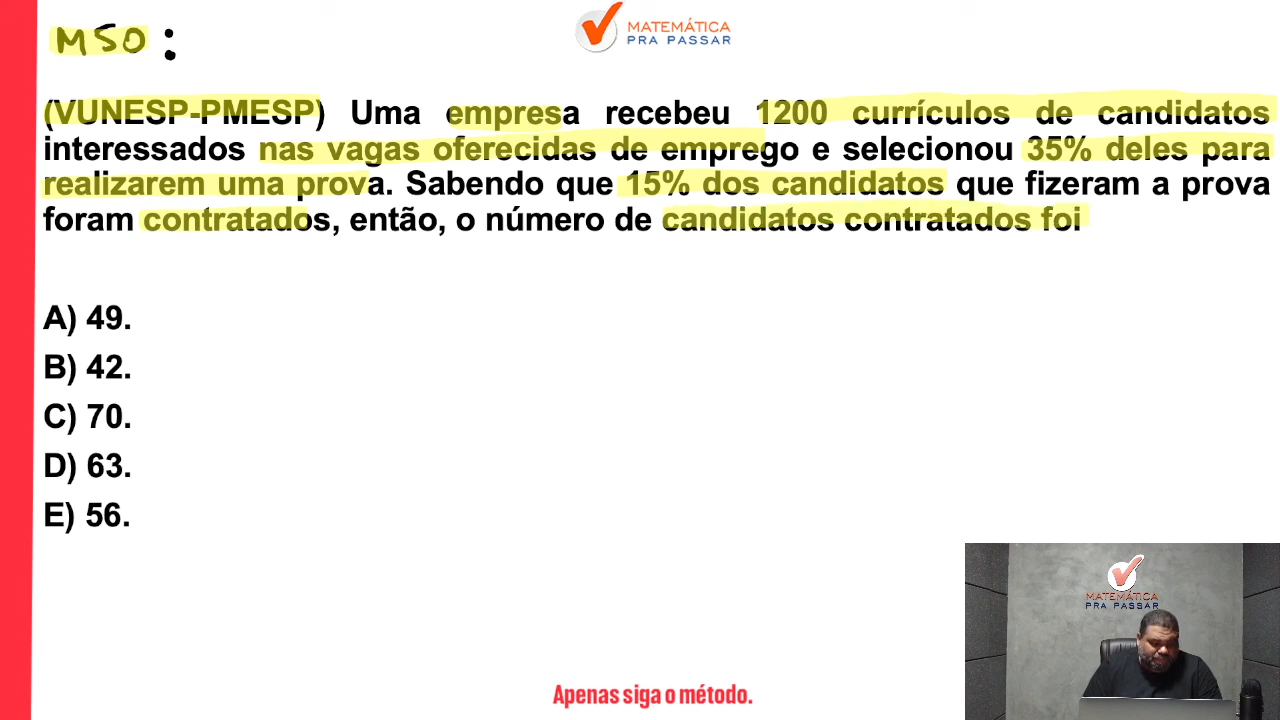 M50 :
MATEMÁTICA
PRA PASSAR
(VUNESP-PMESP) Uma empresa recebeu 1200 currículos de candidatos
interessados nas vagas oferecidas de emprego e selecionou 35% deles para
realizarem uma prova. Sabendo que 15% dos candidatos que fizeram a prova
foram contratados, então, o número de candidatos contratados foi
A) 49.
B) 42.
C) 70.
D) 63.
E) 56.
MATEMÁTICA
PRA PASSAR
Apenas siga o método.